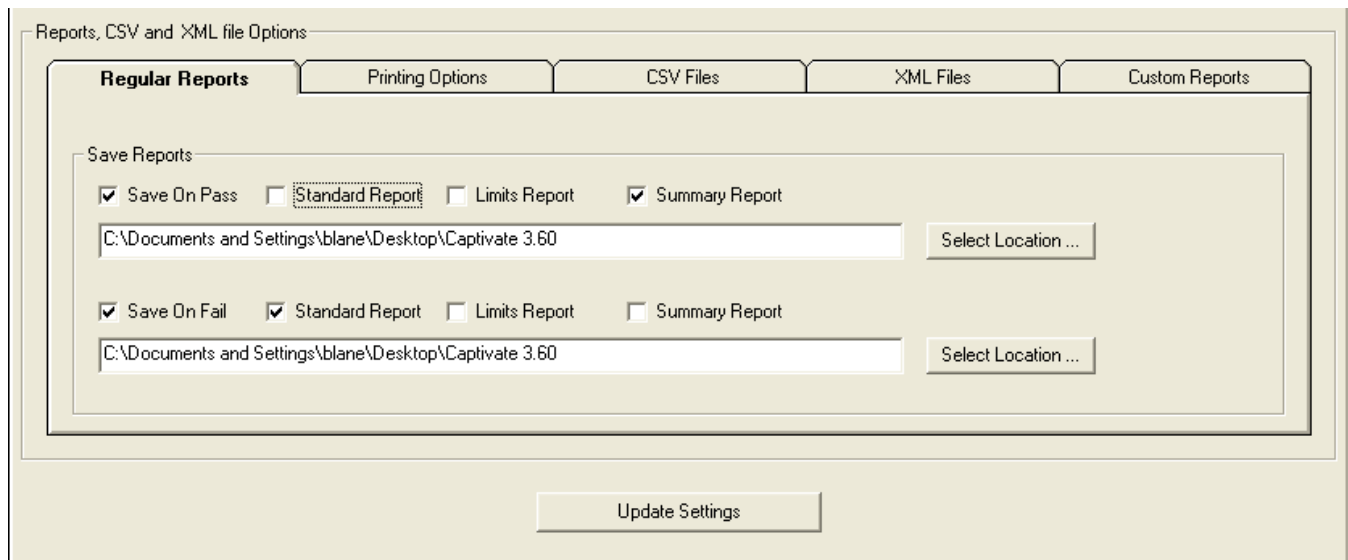 Reports, CSV and XML file Options
Regular Reports Printing Options CSV Files XML Files Custom Reports
Save Reports
Save On Pass Standard Report Limits Report Summary Report
C:\Documents and Settings\blane\Desktop\Captivate 3.60 Select Location ...
Save On Fail Standard Report Limits Report Summary Report
C:\Documents and Settings\blane\Desktop\Captivate 3.60 Select Location ...
Update Settings